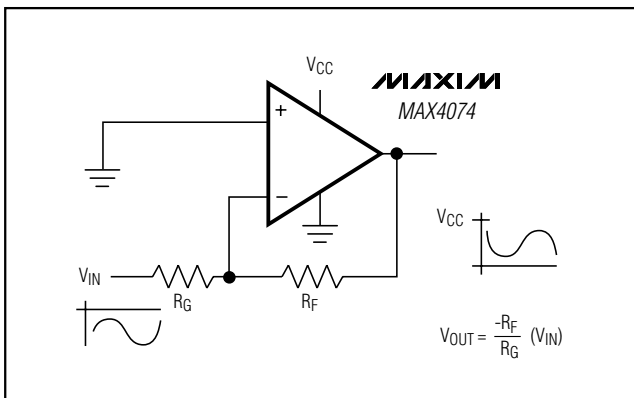 VCC
MAXIM
MAX4074
+
−
VCC
VIN
RG
RF
VOUT = -RF/RG (VIN)